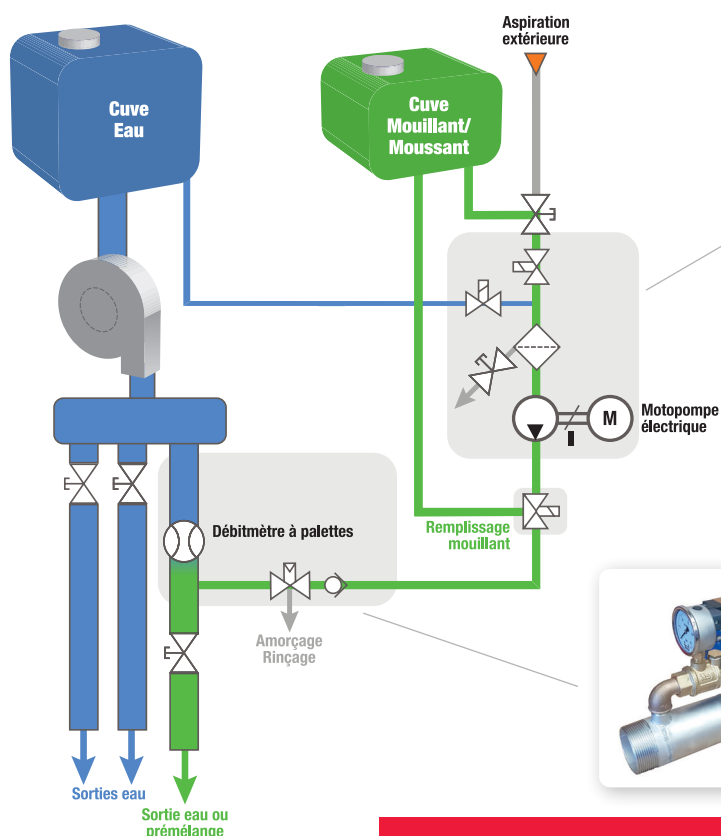 Aspiration
extérieure
Cuve
Eau
Cuve
Mouillant/
Moussant
M
Motopompe
électrique
Remplissage
mouillant
Débitmètre à palettes
Amorçage
Rinçage
Sorties eau
Sortie eau ou
prémélange